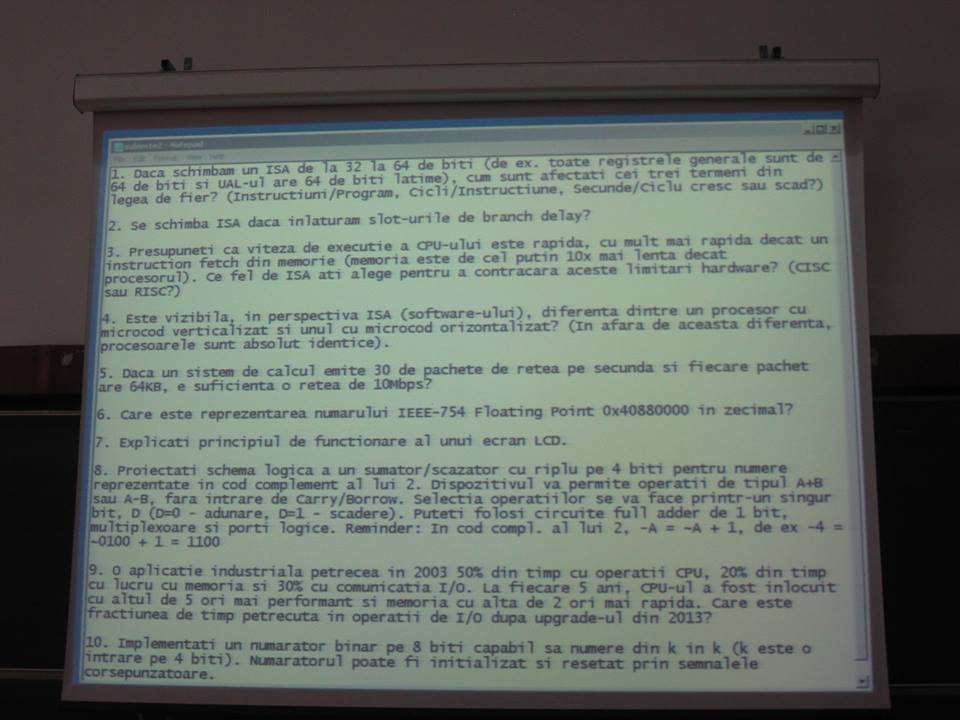 subiecte2 - Notepad
File Edit Format View Help
1. Daca schimbam un ISA de la 32 la 64 de biti (de ex. toate registrele generale sunt de
64 de biti si UAL-ul are 64 de biti latime), cum sunt afectati cei trei termeni din
legea de fier? (Instructiuni/Program, Cicli/Instructiune, Secunde/Ciclu cresc sau scad?)
2. Se schimba ISA daca inlaturam slot-urile de branch delay?
3. Presupuneti ca viteza de executie a CPU-ului este rapida, cu mult mai rapida decat un
instruction fetch din memorie (memoria este de cel putin 10x mai lenta decat
procesorul). Ce fel de ISA ati alege pentru a contracara aceste limitari hardware? (CISC
sau RISC?)
4. Este vizibila, in perspectiva ISA (software-ului), diferenta dintre un procesor cu
microcod verticalizat si unul cu microcod orizontalizat? (In afara de aceasta diferenta,
procesoarele sunt absolut identice).
5. Daca un sistem de calcul emite 30 de pachete de retea pe secunda si fiecare pachet
are 64KB, e suficienta o retea de 10Mbps?
6. Care este reprezentarea numarului IEEE-754 Floating Point 0x40880000 in zecimal?
7. Explicati principiul de functionare al unui ecran LCD.
8. Proiectati schema logica a unui sumator/scazator cu riplu pe 4 biti pentru numere
reprezentate in cod complement al lui 2. Dispozitivul va permite operatii de tipul A+B
sau A-B, fara intrare de Carry/Borrow. Selectia operatiilor se va face printr-un singur
bit, D (D=0 - adunare, D=1 - scadere). Puteti folosi circuite full adder de 1 bit,
multiplexoare si porti logice. Reminder: In cod compl. al lui 2, -A = ~A + 1, de ex -4 =
~0100 + 1 = 1100
9. O aplicatie industriala petrecea in 2003 50% din timp cu operatii CPU, 20% din timp
cu lucru cu memoria si 30% cu comunicatia I/O. La fiecare 5 ani, CPU-ul a fost inlocuit
cu altul de 5 ori mai performant si memoria cu alta de 2 ori mai rapida. Care este
fractiunea de timp petrecuta in operatii de I/O dupa upgrade-ul din 2013?
10. Implementati un numarator binar pe 8 biti capabil sa numere din k in k (k este o
intrare pe 4 biti). Numaratorul poate fi initializat si resetat prin semnalele
corsepunzatoare.